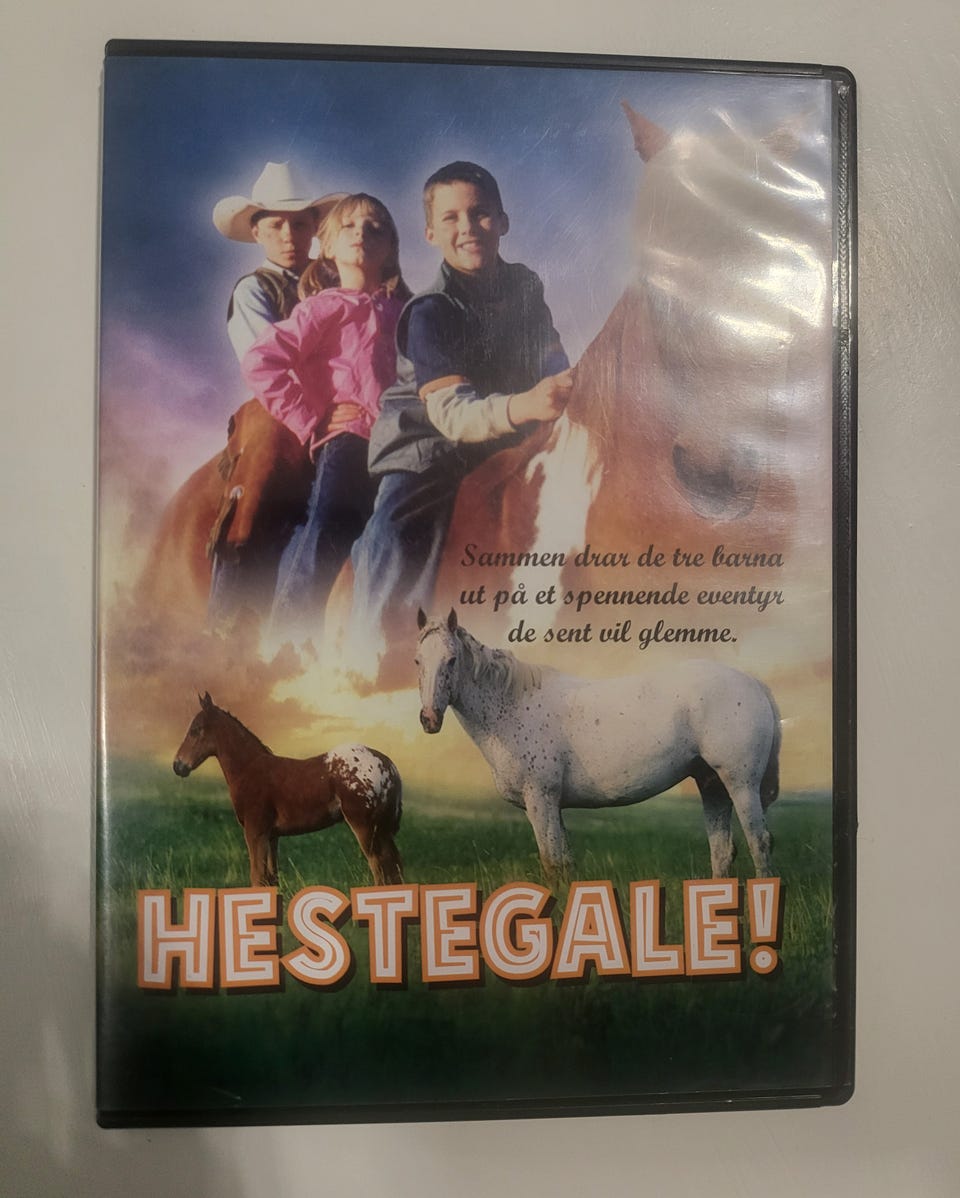 Sammen drar de tre barna
ut på et spennende eventyr
de sent vil glemme.
HESTEGALE!